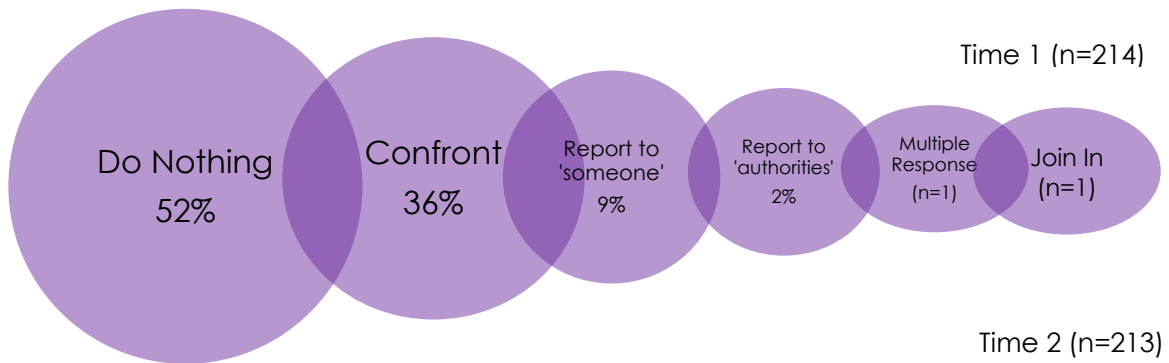 Time 1 (n=214)
Do Nothing
52%
Confront
36%
Report to
'someone'
9%
Report to
'authorities'
2%
Multiple
Response
(n=1)
Join In
(n=1)
Time 2 (n=213)